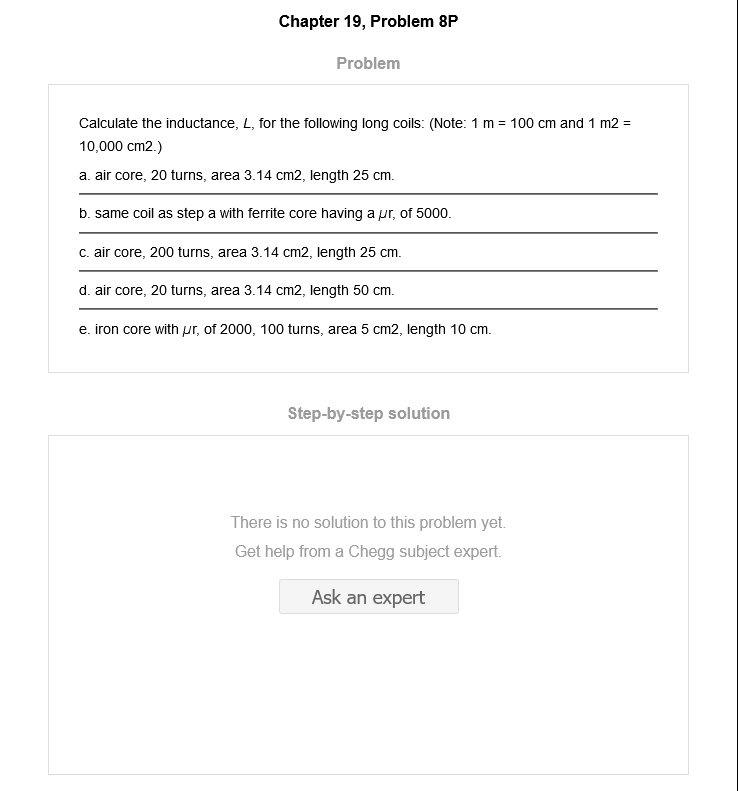 Chapter 19, Problem 8P
Problem
Calculate the inductance, L, for the following long coils: (Note: 1 m = 100 cm and 1 m2 =
10,000 cm2.)
a. air core, 20 turns, area 3.14 cm2, length 25 cm.
b. same coil as step a with ferrite core having a μr, of 5000.
c. air core, 200 turns, area 3.14 cm2, length 25 cm.
d. air core, 20 turns, area 3.14 cm2, length 50 cm.
e. iron core with μr, of 2000, 100 turns, area 5 cm2, length 10 cm.
Step-by-step solution
There is no solution to this problem yet.
Get help from a Chegg subject expert.
Ask an expert